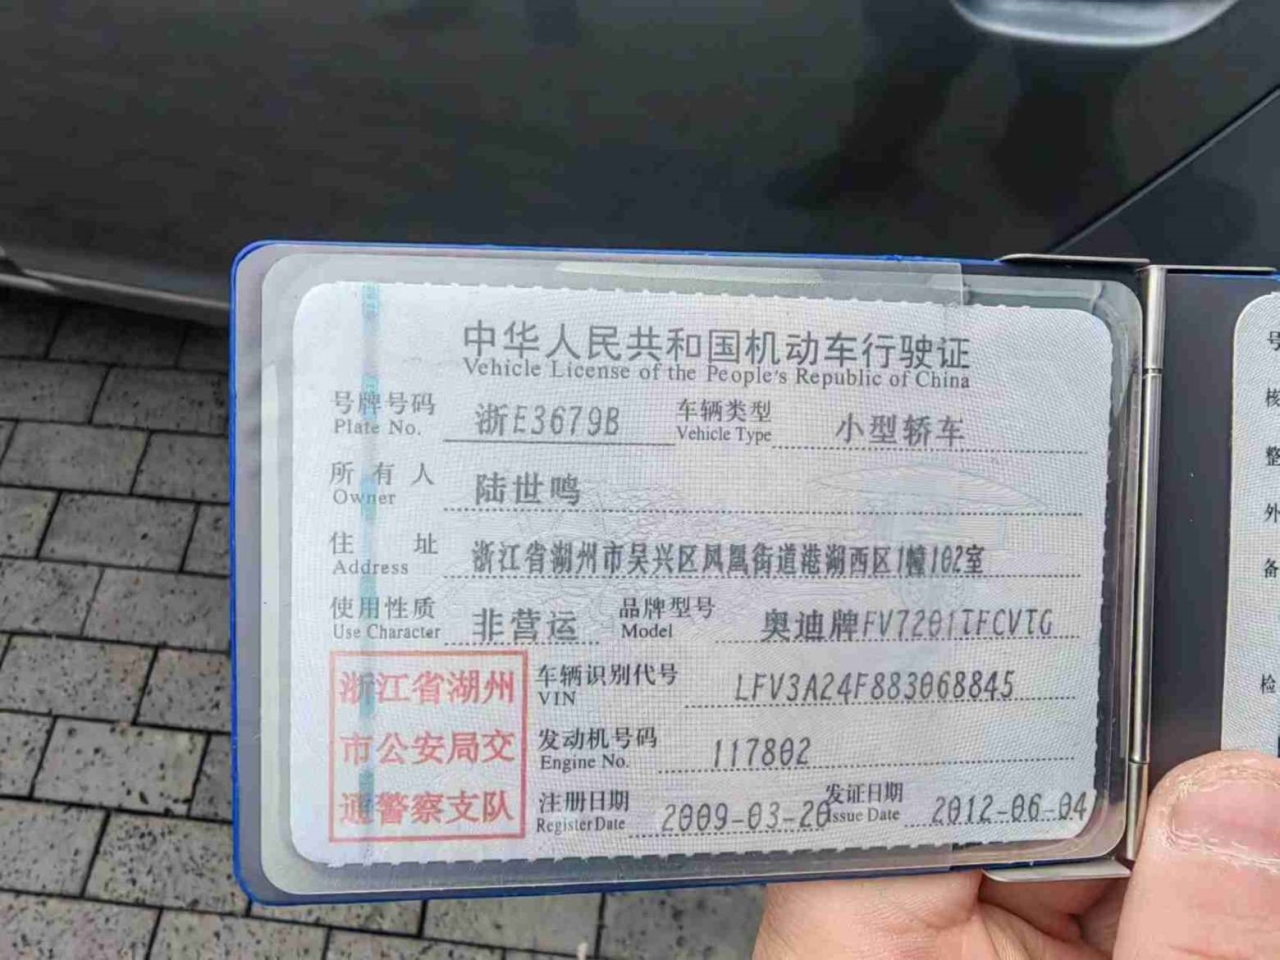 中华人民共和国机动车行驶证
Vehicle License of the People's Republic of China
号牌号码 浙E3679B 车辆类型 小型轿车
Plate No. Vehicle Type
所有人 陆世鸣
Owner
住址 浙江省湖州市吴兴区凤凰街道港湖西区1幢102室
Address
使用性质 非营运 品牌型号 奥迪牌FV7201TFCVTG
Use Character Model
浙江省湖州 车辆识别代号 LFV3A24F883068845
VIN
市公安局交 发动机号码 117802
Engine No.
通警察支队 注册日期 2009-03-20 发证日期 2012-06-04
Register Date Issue Date
号
核
整
外
备
检